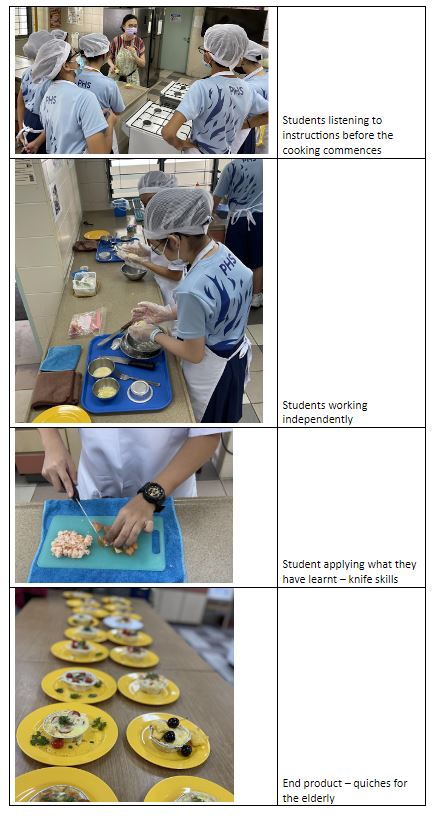 PHS
PHS
Students listening to
instructions before the
cooking commences
PHS
Students working
independently
Student applying what they
have learnt – knife skills
End product – quiches for
the elderly